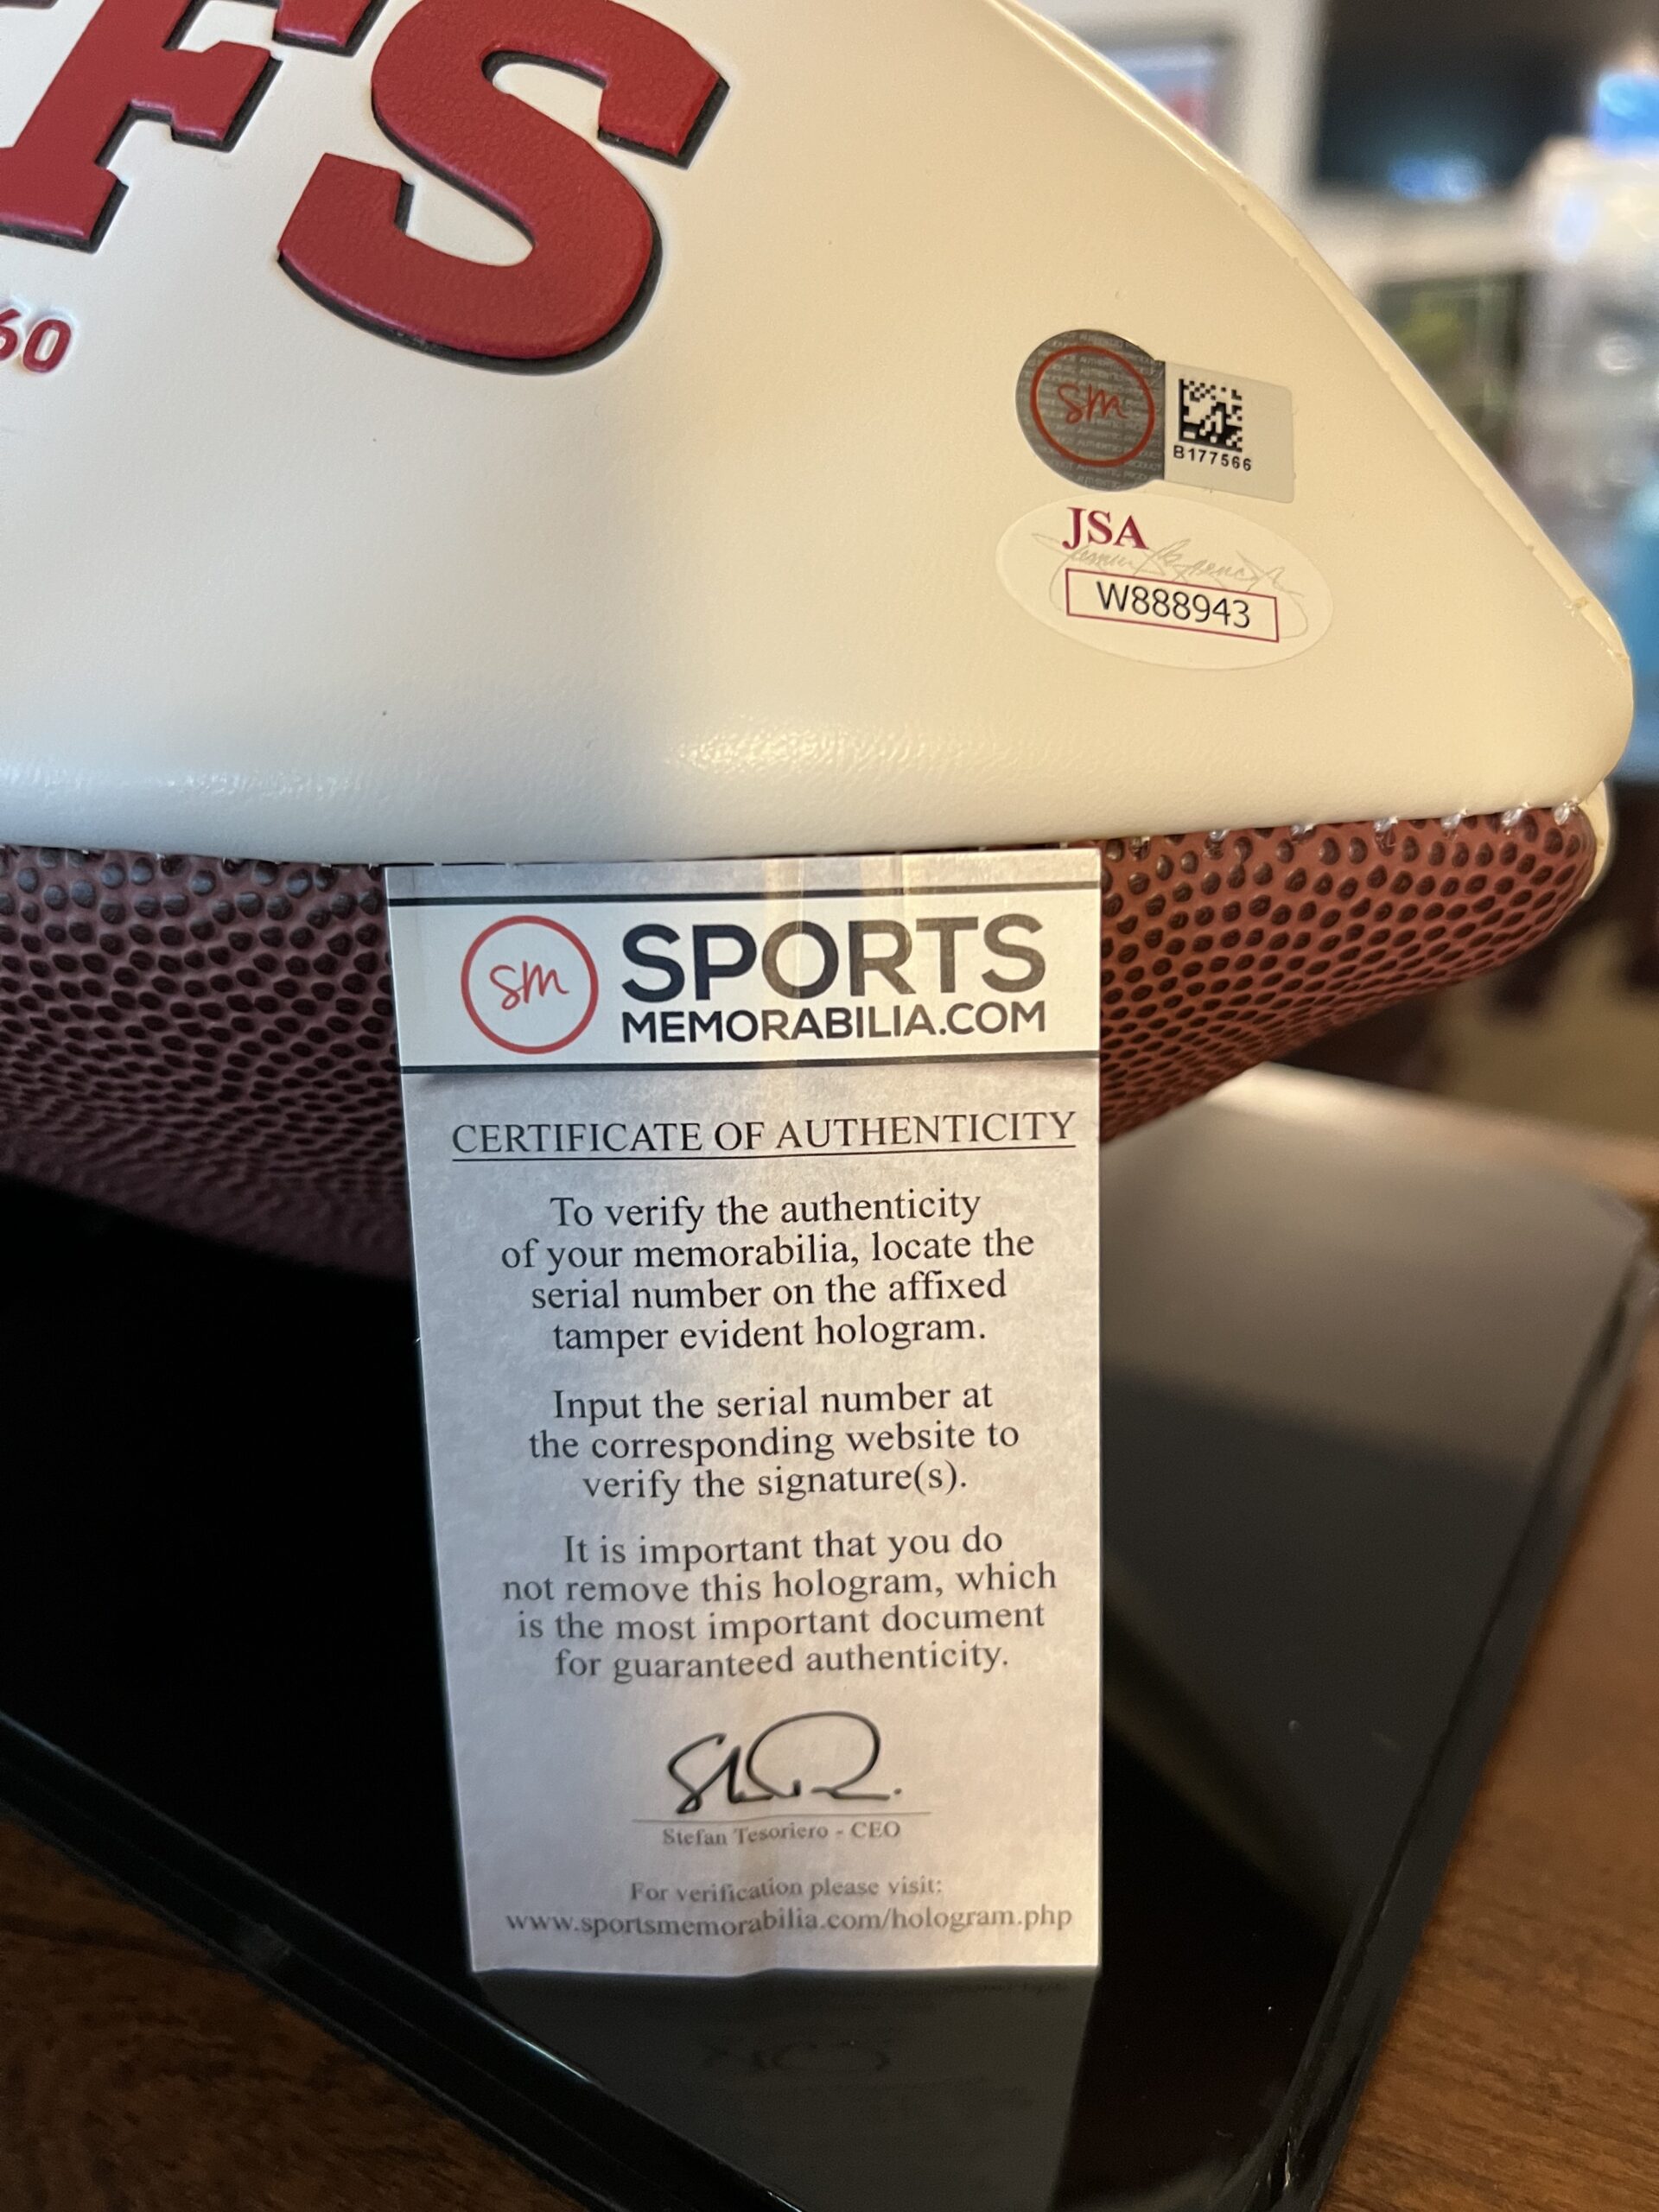 FS
60
sm
B177566
JSA
W888943
sm SPORTS
MEMORABILIA.COM
CERTIFICATE OF AUTHENTICITY
To verify the authenticity
of your memorabilia, locate the
serial number on the affixed
tamper evident hologram.
Input the serial number at
the corresponding website to
verify the signature(s).
It is important that you do
not remove this hologram, which
is the most important document
for guaranteed authenticity.
Stefan Tesoriero - CEO
For verification please visit:
www.sportsmemorabilia.com/hologram.php